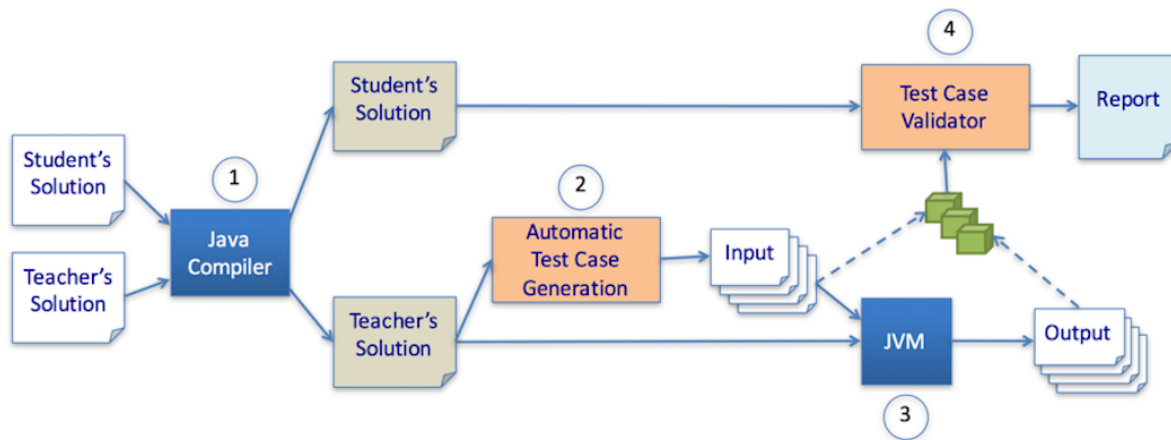 4
Student's
Solution
Test Case
Validator
Report
Student's
Solution
1
2
Java
Compiler
Automatic
Test Case
Generation
Input
Teacher's
Solution
Teacher's
Solution
JVM
Output
3